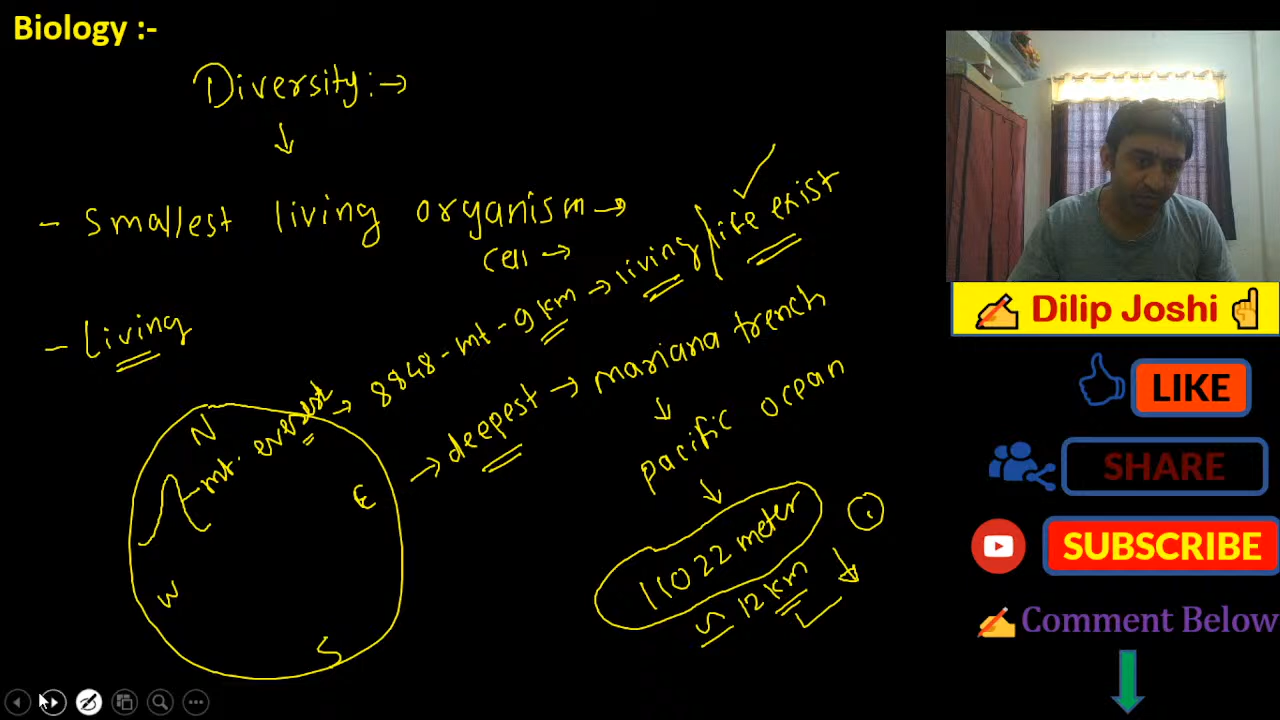 Biology :-
Diversity :→
- Smallest living organism →
cell →
- Living
mt. everest → 8848 - mt - 9 km → living / life exist
→ deepest → mariana trench
pacific ocean
11022 meter
≈ 12 km
N
E
W
S
Dilip Joshi
LIKE
SHARE
SUBSCRIBE
Comment Below